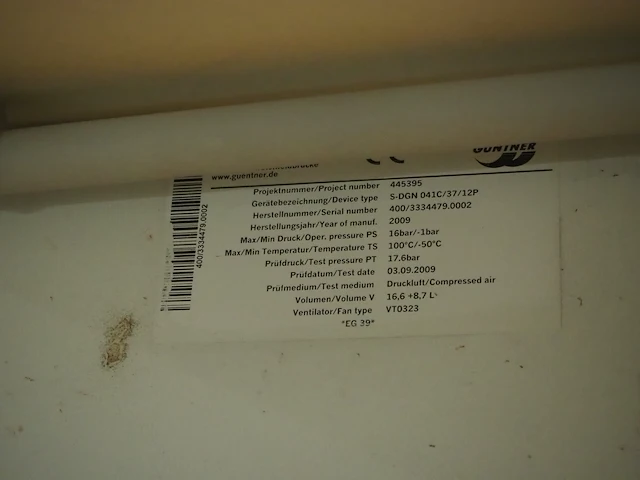 GÜNTNER
www.guentner.de
Projektnummer/Project number 445395
Gerätebezeichnung/Device type S-DGN 041C/37/12P
Herstellnummer/Serial number 400/3334479.0002
Herstellungsjahr/Year of manuf. 2009
Max/Min Druck/Oper. pressure PS 16bar/-1bar
Max/Min Temperatur/Temperature TS 100°C/-50°C
Prüfdruck/Test pressure PT 17.6bar
Prüfdatum/Test date 03.09.2009
Prüfmedium/Test medium Druckluft/Compressed air
Volumen/Volume V 16,6 +8,7 L
Ventilator/Fan type VT0323
*EG 39*
400/3334479.0002